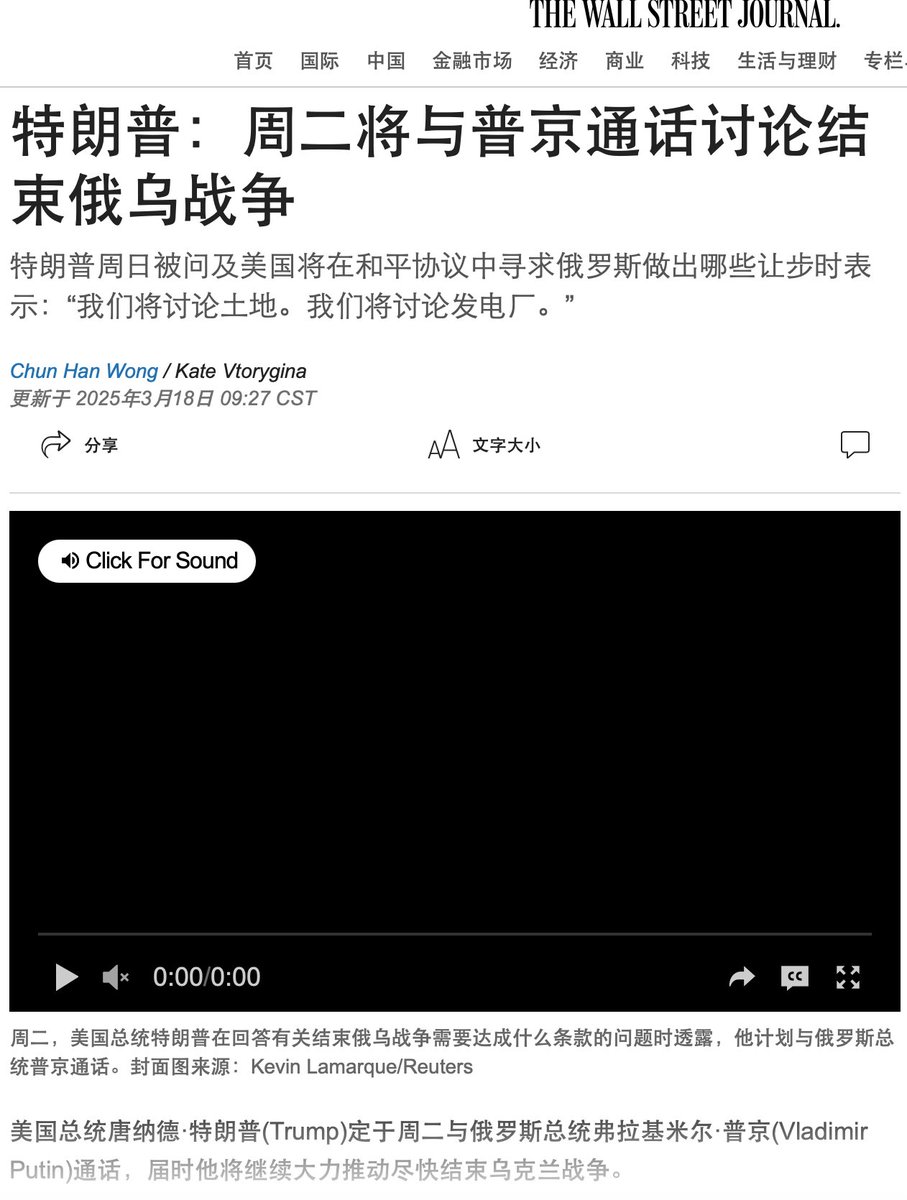 THE WALL STREET JOURNAL.
首页 国际 中国 金融市场 经济 商业 科技 生活与理财 专栏
特朗普：周二将与普京通话讨论结
束俄乌战争
特朗普周日被问及美国将在和平协议中寻求俄罗斯做出哪些让步时表
示：“我们将讨论土地。我们将讨论发电厂。”
Chun Han Wong / Kate Vtorygina
更新于 2025年3月18日 09:27 CST
分享 文字大小
Click For Sound
0:00/0:00
CC
周二，美国总统特朗普在回答有关结束俄乌战争需要达成什么条款的问题时透露，他计划与俄罗斯总
统普京通话。封面图来源：Kevin Lamarque/Reuters
美国总统唐纳德·特朗普(Trump)定于周二与俄罗斯总统弗拉基米尔·普京(Vladimir
Putin)通话，届时他将继续大力推动尽快结束乌克兰战争。